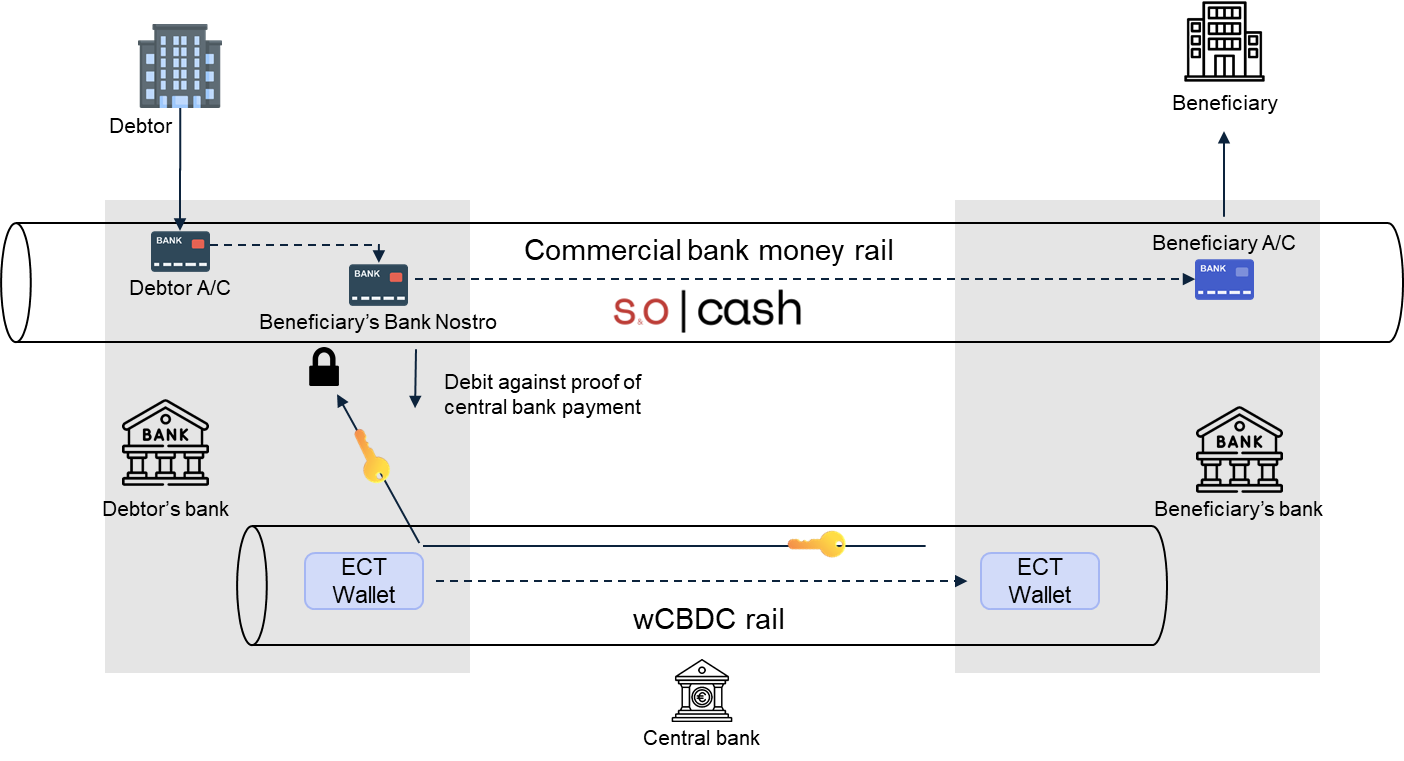 Beneficiary
Debtor
BANK
Debtor A/C
BANK
Beneficiary's Bank Nostro
Commercial bank money rail
S&O | cash
Beneficiary A/C
BANK
Debit against proof of
central bank payment
BANK
Debtor's bank
BANK
Beneficiary's bank
ECT
Wallet
ECT
Wallet
wCBDC rail
€
Central bank